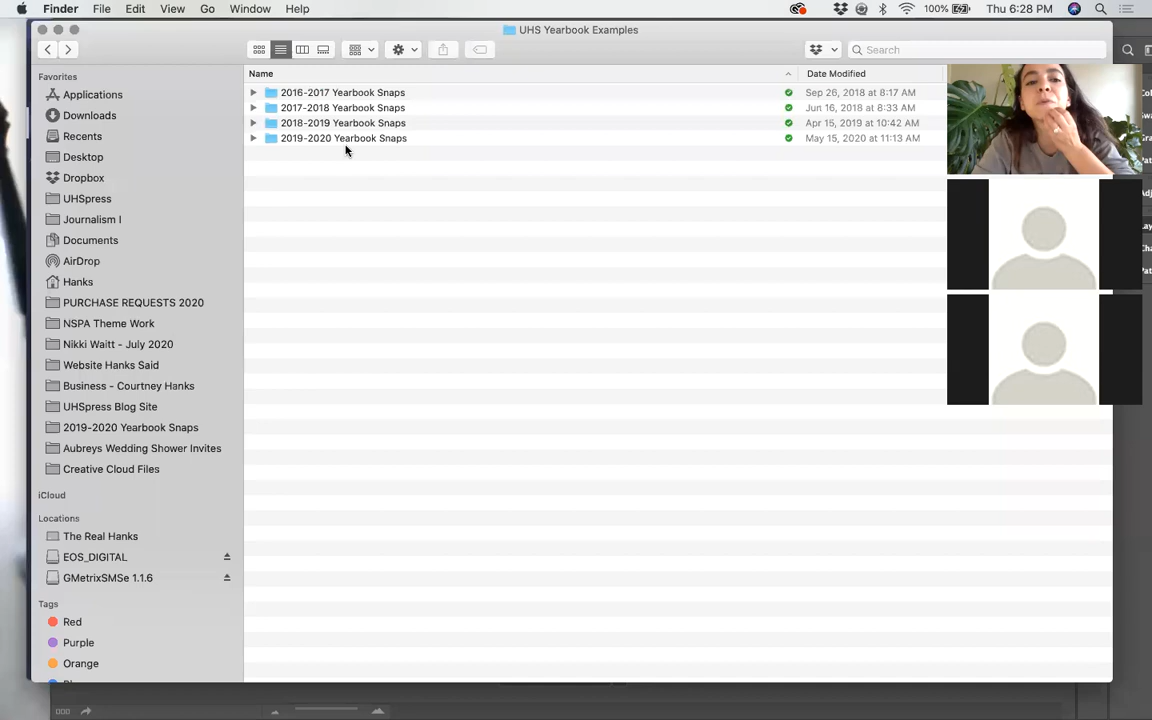 Finder File Edit View Go Window Help 100% Thu 6:28 PM
UHS Yearbook Examples
Search
Favorites
Applications
Downloads
Recents
Desktop
Dropbox
UHSpress
Journalism I
Documents
AirDrop
Hanks
PURCHASE REQUESTS 2020
NSPA Theme Work
Nikki Waitt - July 2020
Website Hanks Said
Business - Courtney Hanks
UHSpress Blog Site
2019-2020 Yearbook Snaps
Aubreys Wedding Shower Invites
Creative Cloud Files
iCloud
Locations
The Real Hanks
EOS_DIGITAL
GMetrixSMSe 1.1.6
Tags
Red
Purple
Orange
Name Date Modified
2016-2017 Yearbook Snaps Sep 26, 2018 at 8:17 AM
2017-2018 Yearbook Snaps Jun 16, 2018 at 8:33 AM
2018-2019 Yearbook Snaps Apr 15, 2019 at 10:42 AM
2019-2020 Yearbook Snaps May 15, 2020 at 11:13 AM